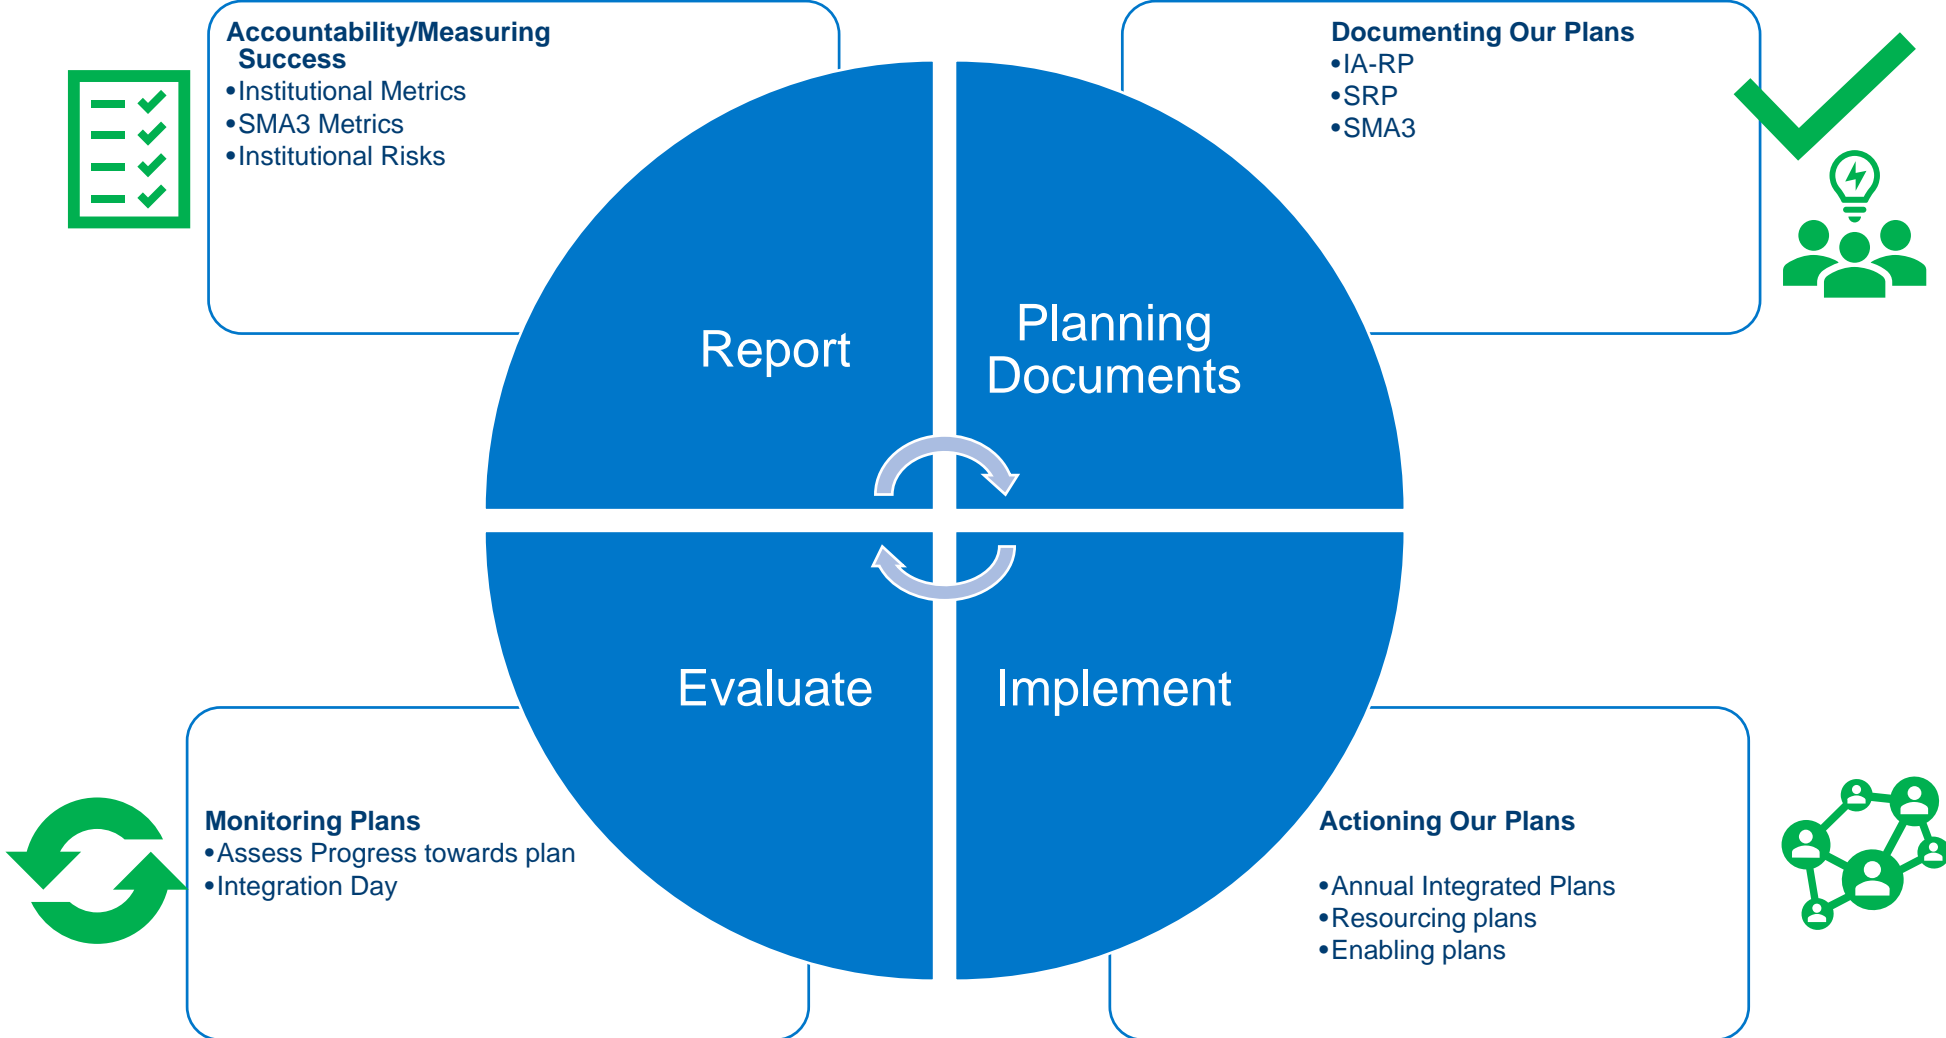 Accountability/Measuring
Success
•Institutional Metrics
•SMA3 Metrics
•Institutional Risks
Documenting Our Plans
•IA-RP
•SRP
•SMA3
Report
Planning
Documents
Evaluate
Implement
Monitoring Plans
•Assess Progress towards plan
•Integration Day
Actioning Our Plans
•Annual Integrated Plans
•Resourcing plans
•Enabling plans